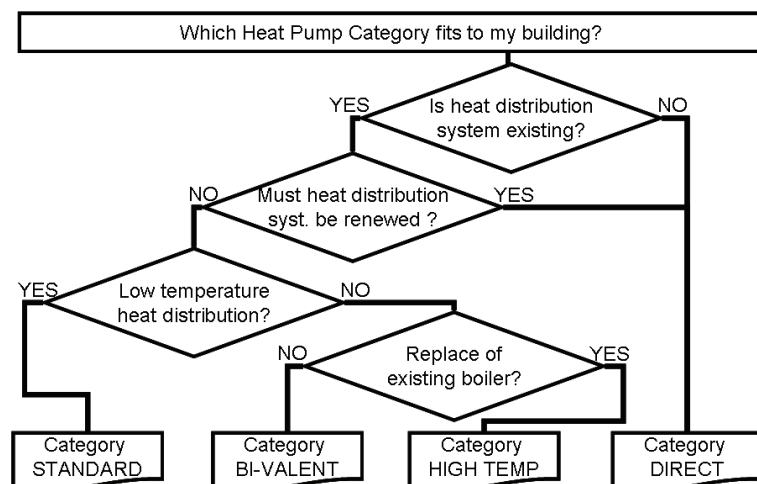 Which Heat Pump Category fits to my building?
YES
Is heat distribution
system existing?
NO
NO
Must heat distribution
syst. be renewed ?
YES
YES
Low temperature
heat distribution?
NO
NO
Replace of
existing boiler?
YES
Category
STANDARD
Category
BI-VALENT
Category
HIGH TEMP
Category
DIRECT